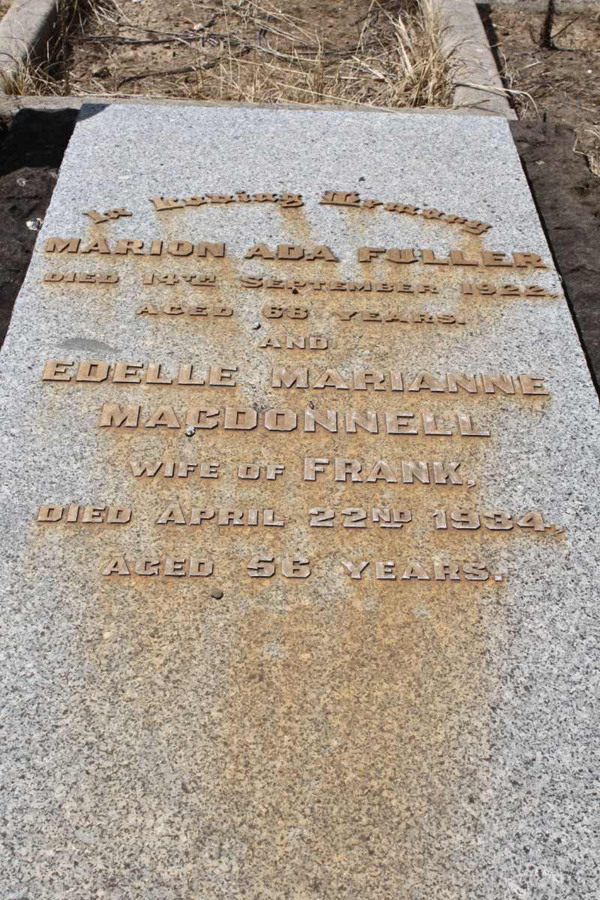 In Loving Memory
MARION ADA FULLER
DIED 14TH SEPTEMBER 1922,
AGED 68 YEARS.
AND
EDELLE MARIANNE
MACDONNELL
WIFE OF FRANK,
DIED APRIL 22ND 1934.
AGED 56 YEARS.